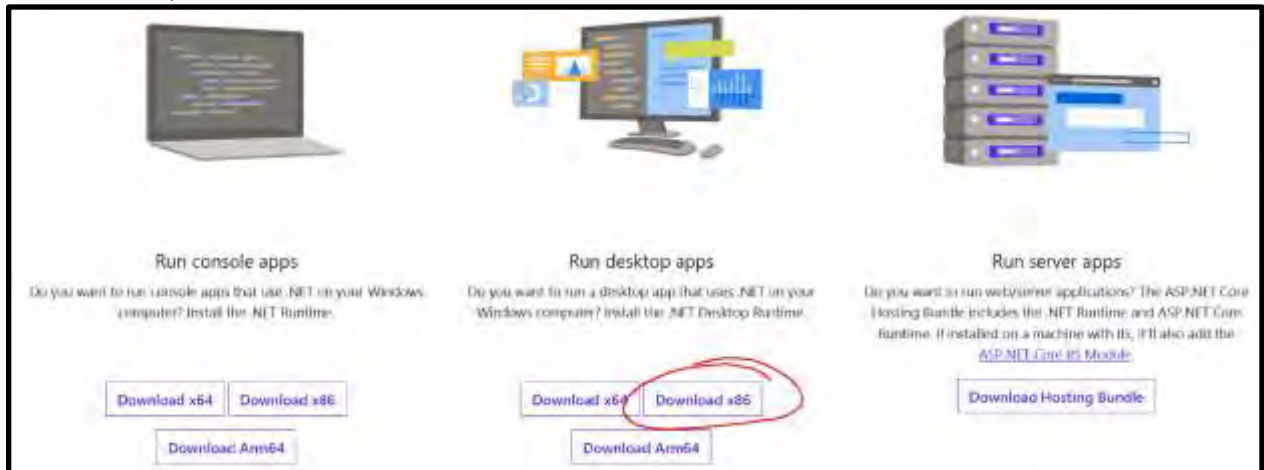 Run console apps
Do you want to run console apps that use .NET on your Windows
computer? Install the .NET Runtime.
Download x64
Download x86
Download Arm64
Run desktop apps
Do you want to run a desktop app that uses .NET on your
Windows computer? Install the .NET Desktop Runtime.
Download x64
Download x86
Download Arm64
Run server apps
Do you want to run web/server applications? The ASP.NET Core
Hosting Bundle includes the .NET Runtime and ASP.NET Core
Runtime. If installed on a machine with IIS, it'll also add the
ASP.NET Core IIS Module
Download Hosting Bundle